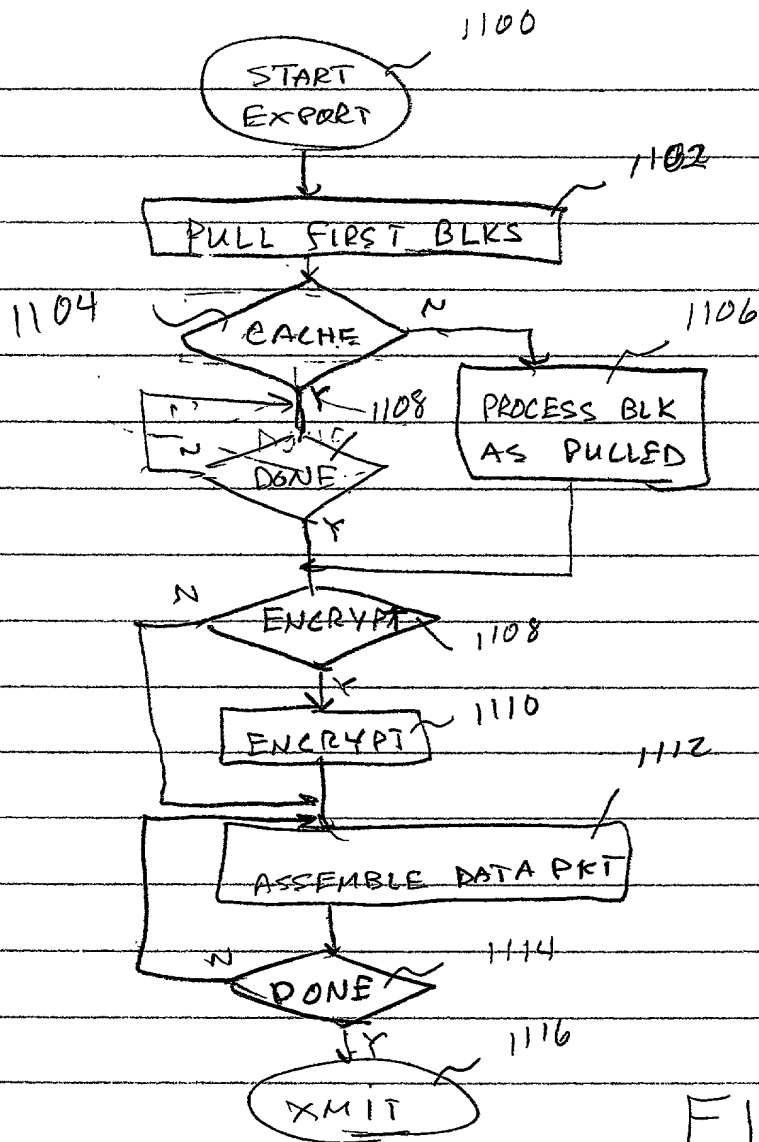 1100
START
EXPORT
1102
PULL FIRST BLKS
1104
CACHE
N
1106
Y
1108
PROCESS BLK
AS PULLED
N
DONE
Y
N
ENCRYPT
1108
Y
1110
ENCRYPT
1112
ASSEMBLE DATA PKT
N
1114
DONE
Y
1116
XMIT